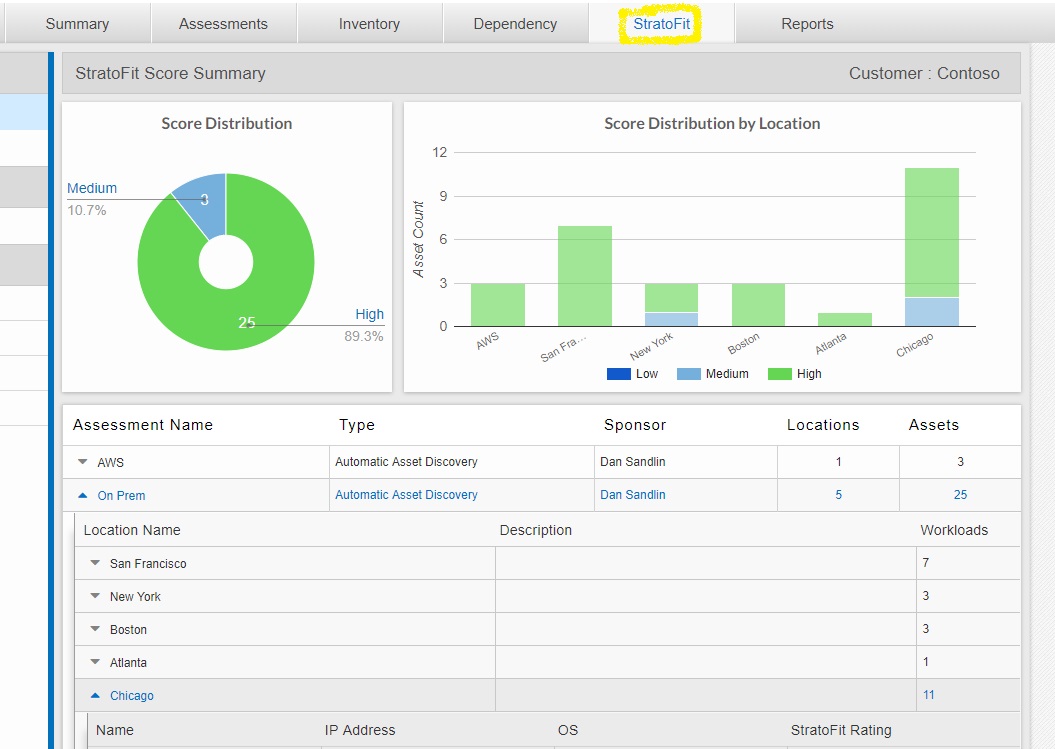 Summary Assessments Inventory Dependency StratoFit Reports
StratoFit Score Summary Customer : Contoso
Score Distribution
Medium
10.7%
3
25
High
89.3%
Score Distribution by Location
Asset Count
12
9
6
3
0
AWS San Fra... New York Boston Atlanta Chicago
Low Medium High
Assessment Name Type Sponsor Locations Assets
AWS Automatic Asset Discovery Dan Sandlin 1 3
On Prem Automatic Asset Discovery Dan Sandlin 5 25
Location Name Description Workloads
San Francisco 7
New York 3
Boston 3
Atlanta 1
Chicago 11
Name IP Address OS StratoFit Rating